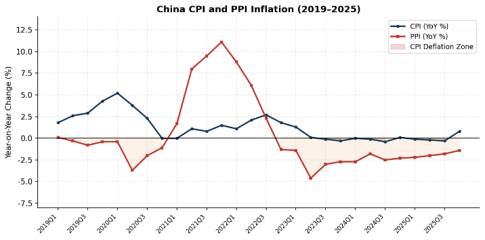 China CPI and PPI Inflation (2019–2025)
Year-on-Year Change (%)
12.5
10.0
7.5
5.0
2.5
0.0
-2.5
-5.0
-7.5
CPI (YoY %)
PPI (YoY %)
CPI Deflation Zone
2019Q1
2019Q3
2020Q1
2020Q3
2021Q1
2021Q3
2022Q1
2022Q3
2023Q1
2023Q3
2024Q1
2024Q3
2025Q1
2025Q3